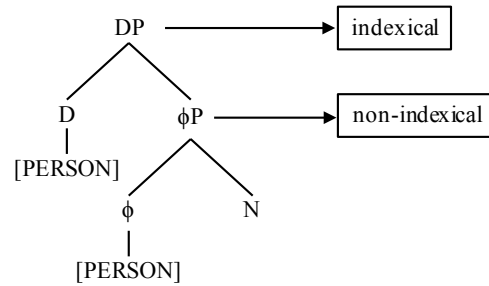 DP indexical
D ϕP non-indexical
[PERSON]
ϕ N
[PERSON]